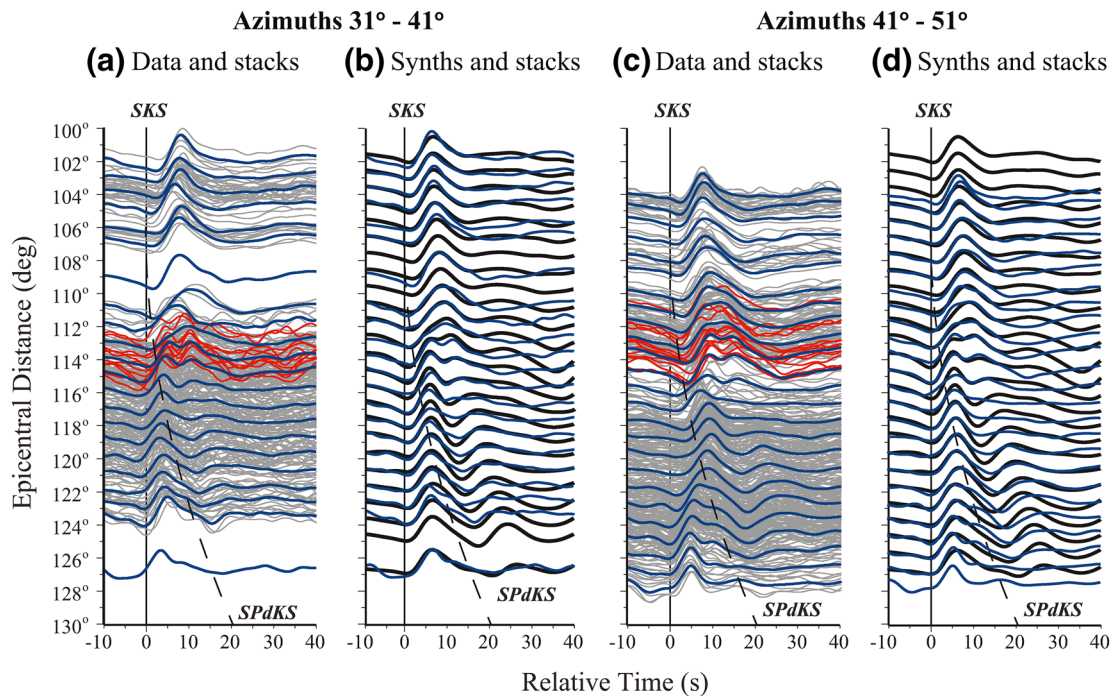 Azimuths 31° - 41°
Azimuths 41° - 51°
(a) Data and stacks
(b) Synths and stacks
(c) Data and stacks
(d) Synths and stacks
SKS
SKS
SKS
SKS
100°
102°
104°
106°
108°
110°
112°
114°
116°
118°
120°
122°
124°
126°
128°
130°
Epicentral Distance (deg)
SPdKS
SPdKS
SPdKS
SPdKS
-10 0 10 20 30 40
-10 0 10 20 30 40
-10 0 10 20 30 40
-10 0 10 20 30 40
Relative Time (s)